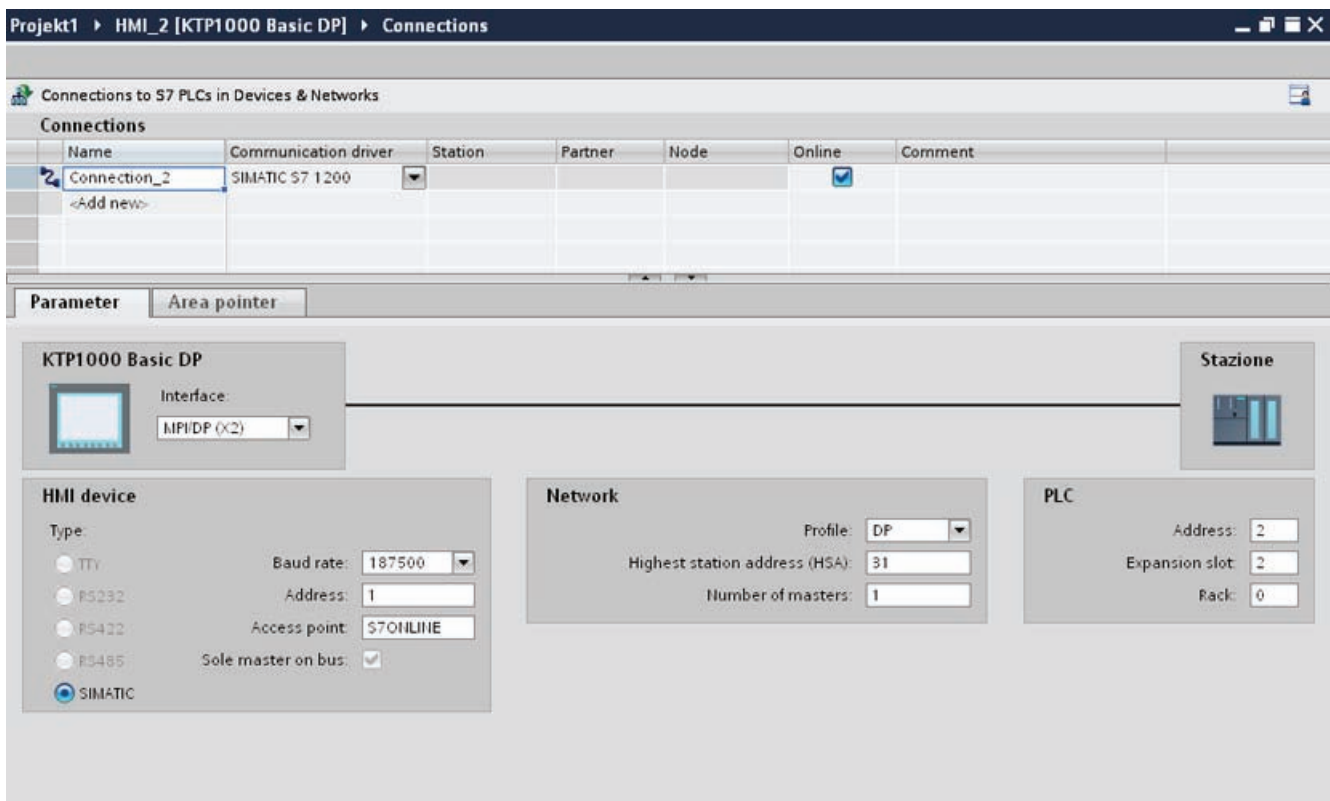 Projekt1 ▸ HMI_2 [KTP1000 Basic DP] ▸ Connections
Connections to S7 PLCs in Devices & Networks
Connections
Name Communication driver Station Partner Node Online Comment
Connection_2 SIMATIC S7 1200
<Add new>
Parameter Area pointer
KTP1000 Basic DP
Interface:
MPI/DP (X2)
Stazione
HMI device
Type:
TTY
RS232
RS422
RS485
SIMATIC
Baud rate: 187500
Address: 1
Access point: S7ONLINE
Sole master on bus:
Network
Profile: DP
Highest station address (HSA): 31
Number of masters: 1
PLC
Address: 2
Expansion slot: 2
Rack: 0